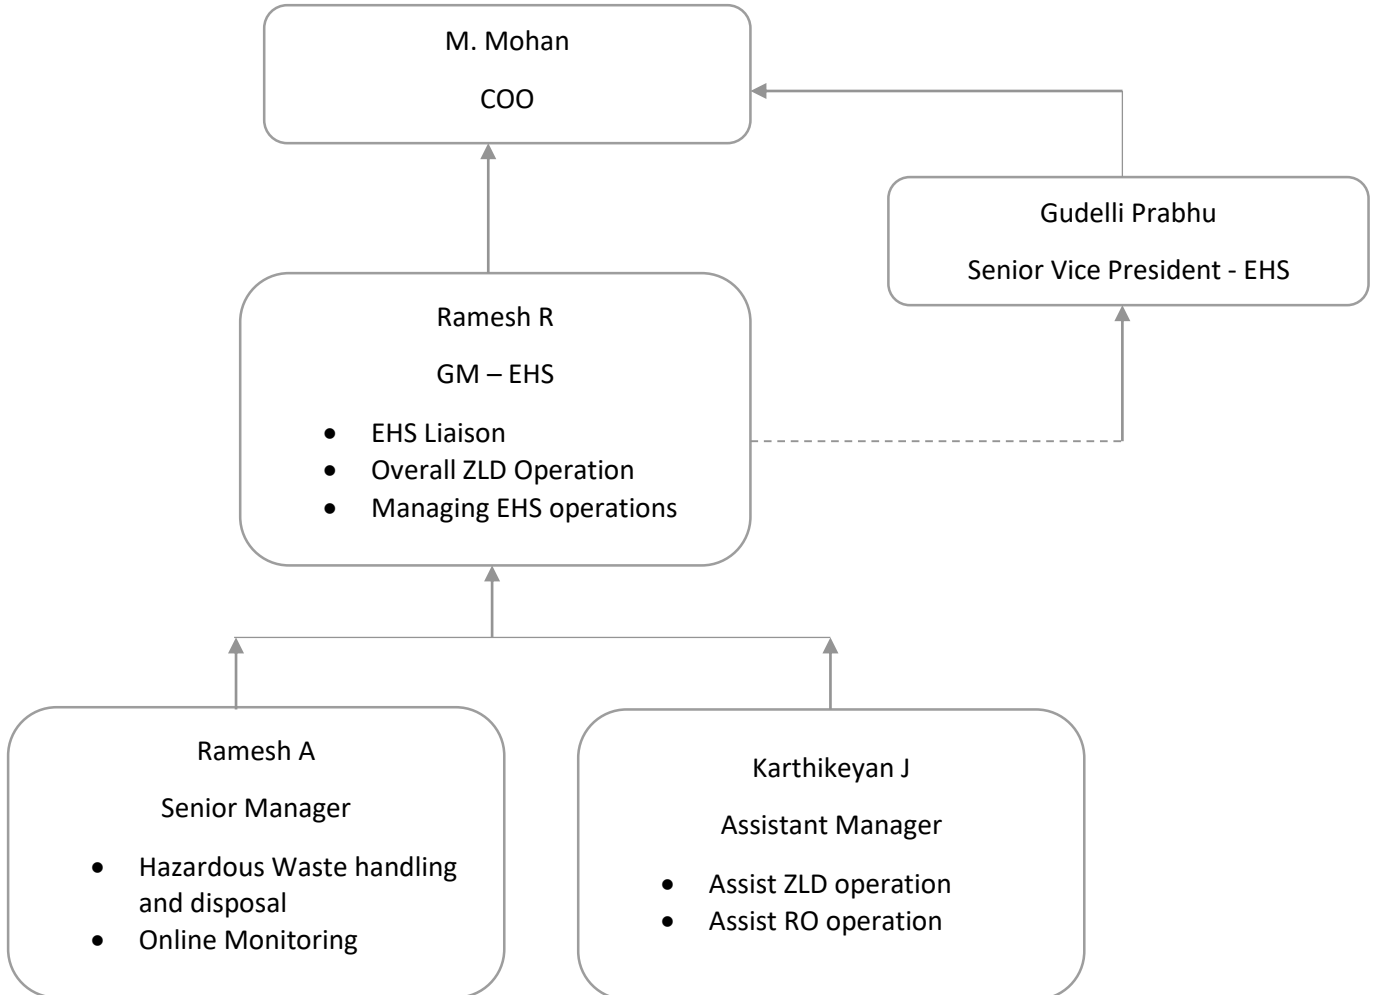 M. Mohan
COO
Gudelli Prabhu
Senior Vice President - EHS
Ramesh R
GM – EHS
● EHS Liaison
● Overall ZLD Operation
● Managing EHS operations
Ramesh A
Senior Manager
● Hazardous Waste handling
and disposal
● Online Monitoring
Karthikeyan J
Assistant Manager
● Assist ZLD operation
● Assist RO operation